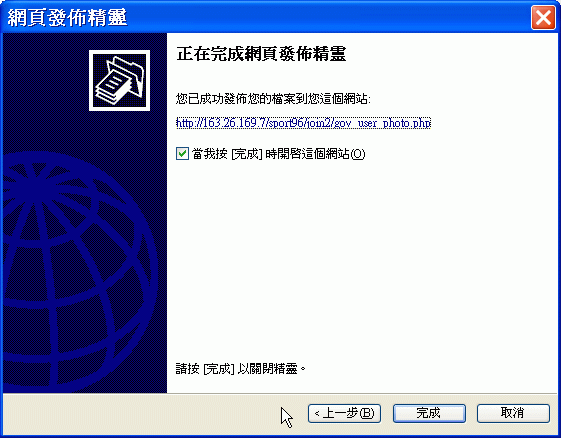 網頁發佈精靈
正在完成網頁發佈精靈
您已成功發佈您的檔案到您這個網站:
http://163.26.169.7/sport96/join2/gov_user_photo.php
當我按 [完成] 時開啓這個網站(O)
請按 [完成] 以關閉精靈。
< 上一步(B)
完成
取消